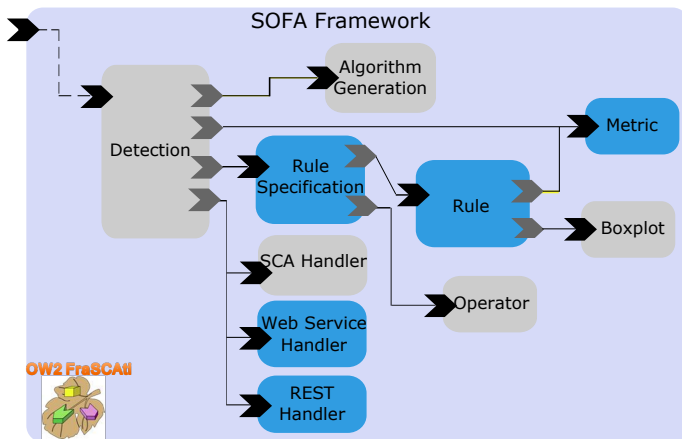 SOFA Framework
Algorithm
Generation
Metric
Detection
Rule
Specification
Rule
Boxplot
SCA Handler
Operator
Web Service
Handler
OW2 FraSCAti
REST
Handler